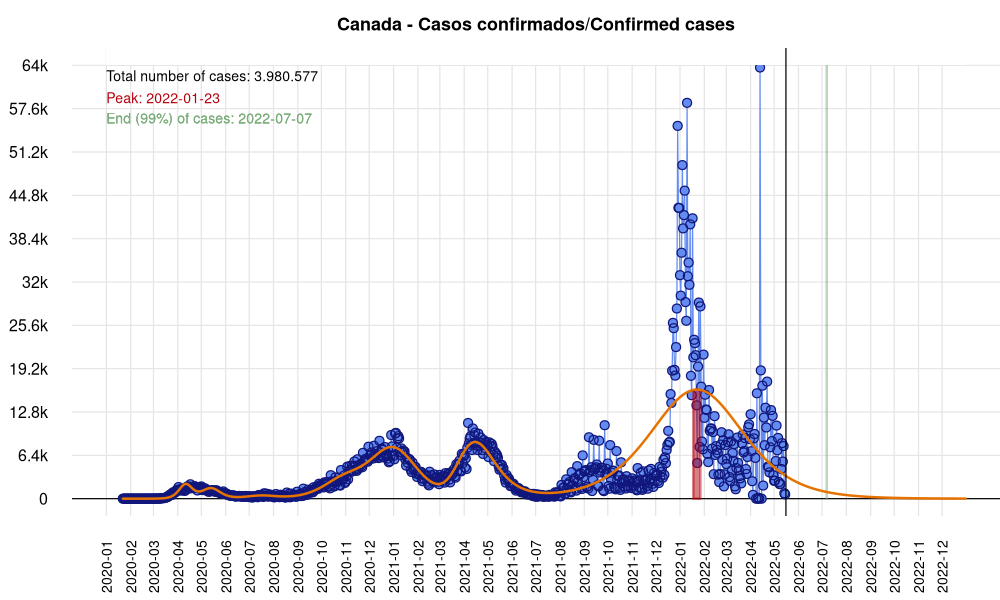 Canada - Casos confirmados/Confirmed cases
Total number of cases: 3.980.577
Peak: 2022-01-23
End (99%) of cases: 2022-07-07
64k
57.6k
51.2k
44.8k
38.4k
32k
25.6k
19.2k
12.8k
6.4k
0
2020-01
2020-02
2020-03
2020-04
2020-05
2020-06
2020-07
2020-08
2020-09
2020-10
2020-11
2020-12
2021-01
2021-02
2021-03
2021-04
2021-05
2021-06
2021-07
2021-08
2021-09
2021-10
2021-11
2021-12
2022-01
2022-02
2022-03
2022-04
2022-05
2022-06
2022-07
2022-08
2022-09
2022-10
2022-11
2022-12